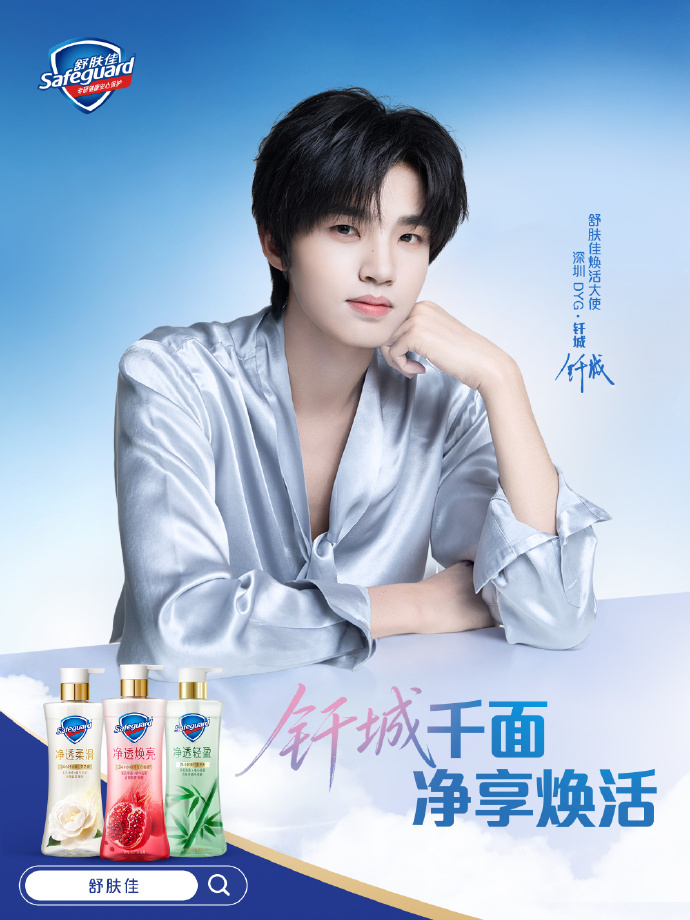 舒肤佳
Safeguard
舒肤佳焕活大使
深圳 DYG·钎城
钎城
钎城千面
净享焕活
Safeguard
净透柔滑
Safeguard
净透焕亮
Safeguard
净透轻盈
舒肤佳